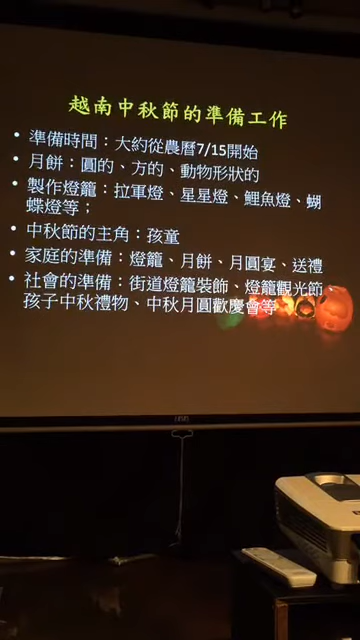 越南中秋節的準備工作
• 準備時間：大約從農曆7/15開始
• 月餅：圓的、方的、動物形狀的
• 製作燈籠：拉軍燈、星星燈、鯉魚燈、蝴
蝶燈等；
• 中秋節的主角：孩童
• 家庭的準備：燈籠、月餅、月圓宴、送禮
• 社會的準備：街道燈籠裝飾、燈籠觀光節、
孩子中秋禮物、中秋月圓歡慶會等